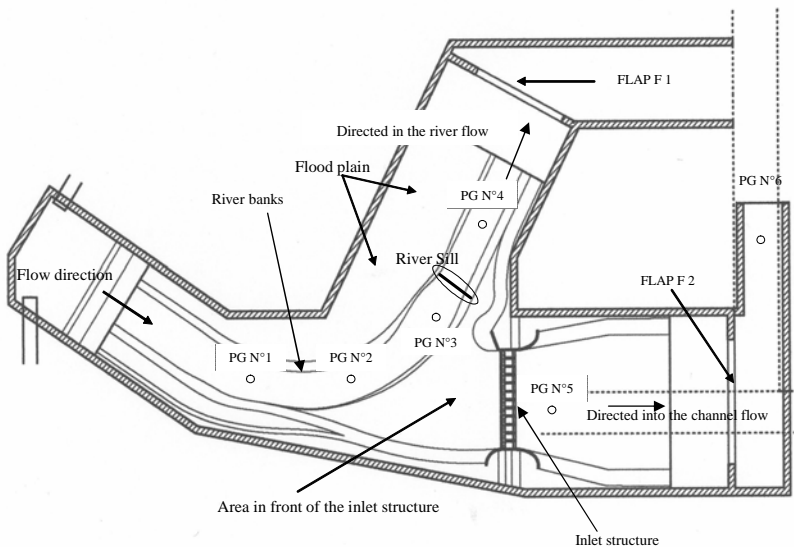 FLAP F 1
Directed in the river flow
Flood plain
PG N°6
PG N°4
River banks
River Sill
Flow direction
FLAP F 2
PG N°1
PG N°2
PG N°3
PG N°5
Directed into the channel flow
Area in front of the inlet structure
Inlet structure